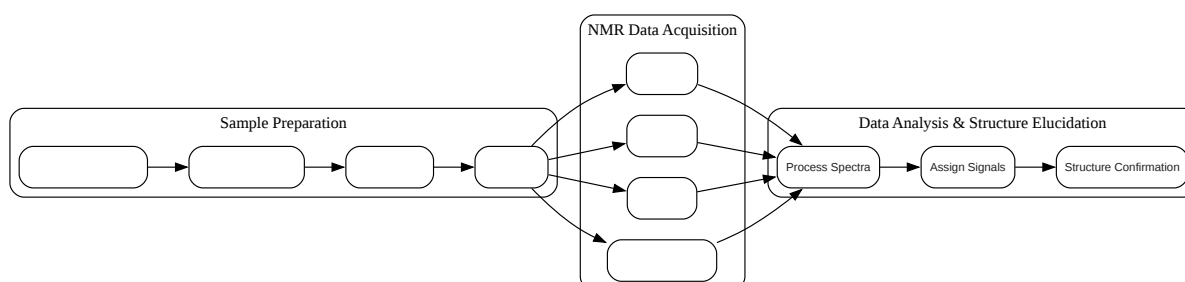 NMR Data Acquisition
Sample Preparation
Data Analysis & Structure Elucidation
Process Spectra
Assign Signals
Structure Confirmation